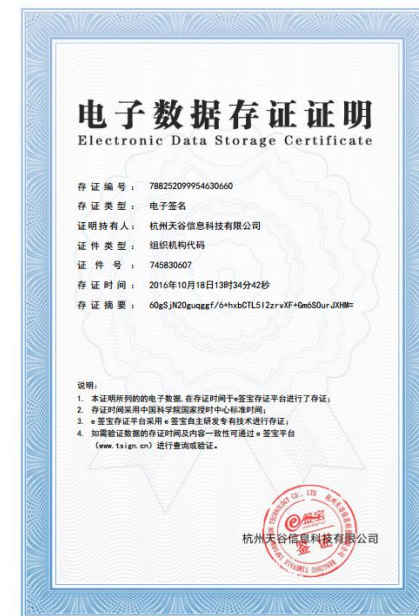 电子数据存证证明
Electronic Data Storage Certificate
存证编号： 788252099954630660
存证类型： 电子签名
证明持有人： 杭州天谷信息科技有限公司
证件类型： 组织机构代码
证件号： 745830607
存证时间： 2016年10月18日13时34分42秒
存证摘要： 60gSjN20guqggf/6+hxbCTL5I2zrvXF+Gm6SOurJXHM=
说明：
1. 本证明所列的的电子数据,在存证时间于e签宝存证平台进行了存证；
2. 存证时间采用中国科学院国家授时中心标准时间；
3. e签宝存证平台采用e签宝自主研发专有技术进行存证；
4. 如需验证数据的存证时间及内容一致性可通过e签宝平台
（www.tsign.cn）进行查询或验证。
e签宝
杭州天谷信息科技有限公司
签证